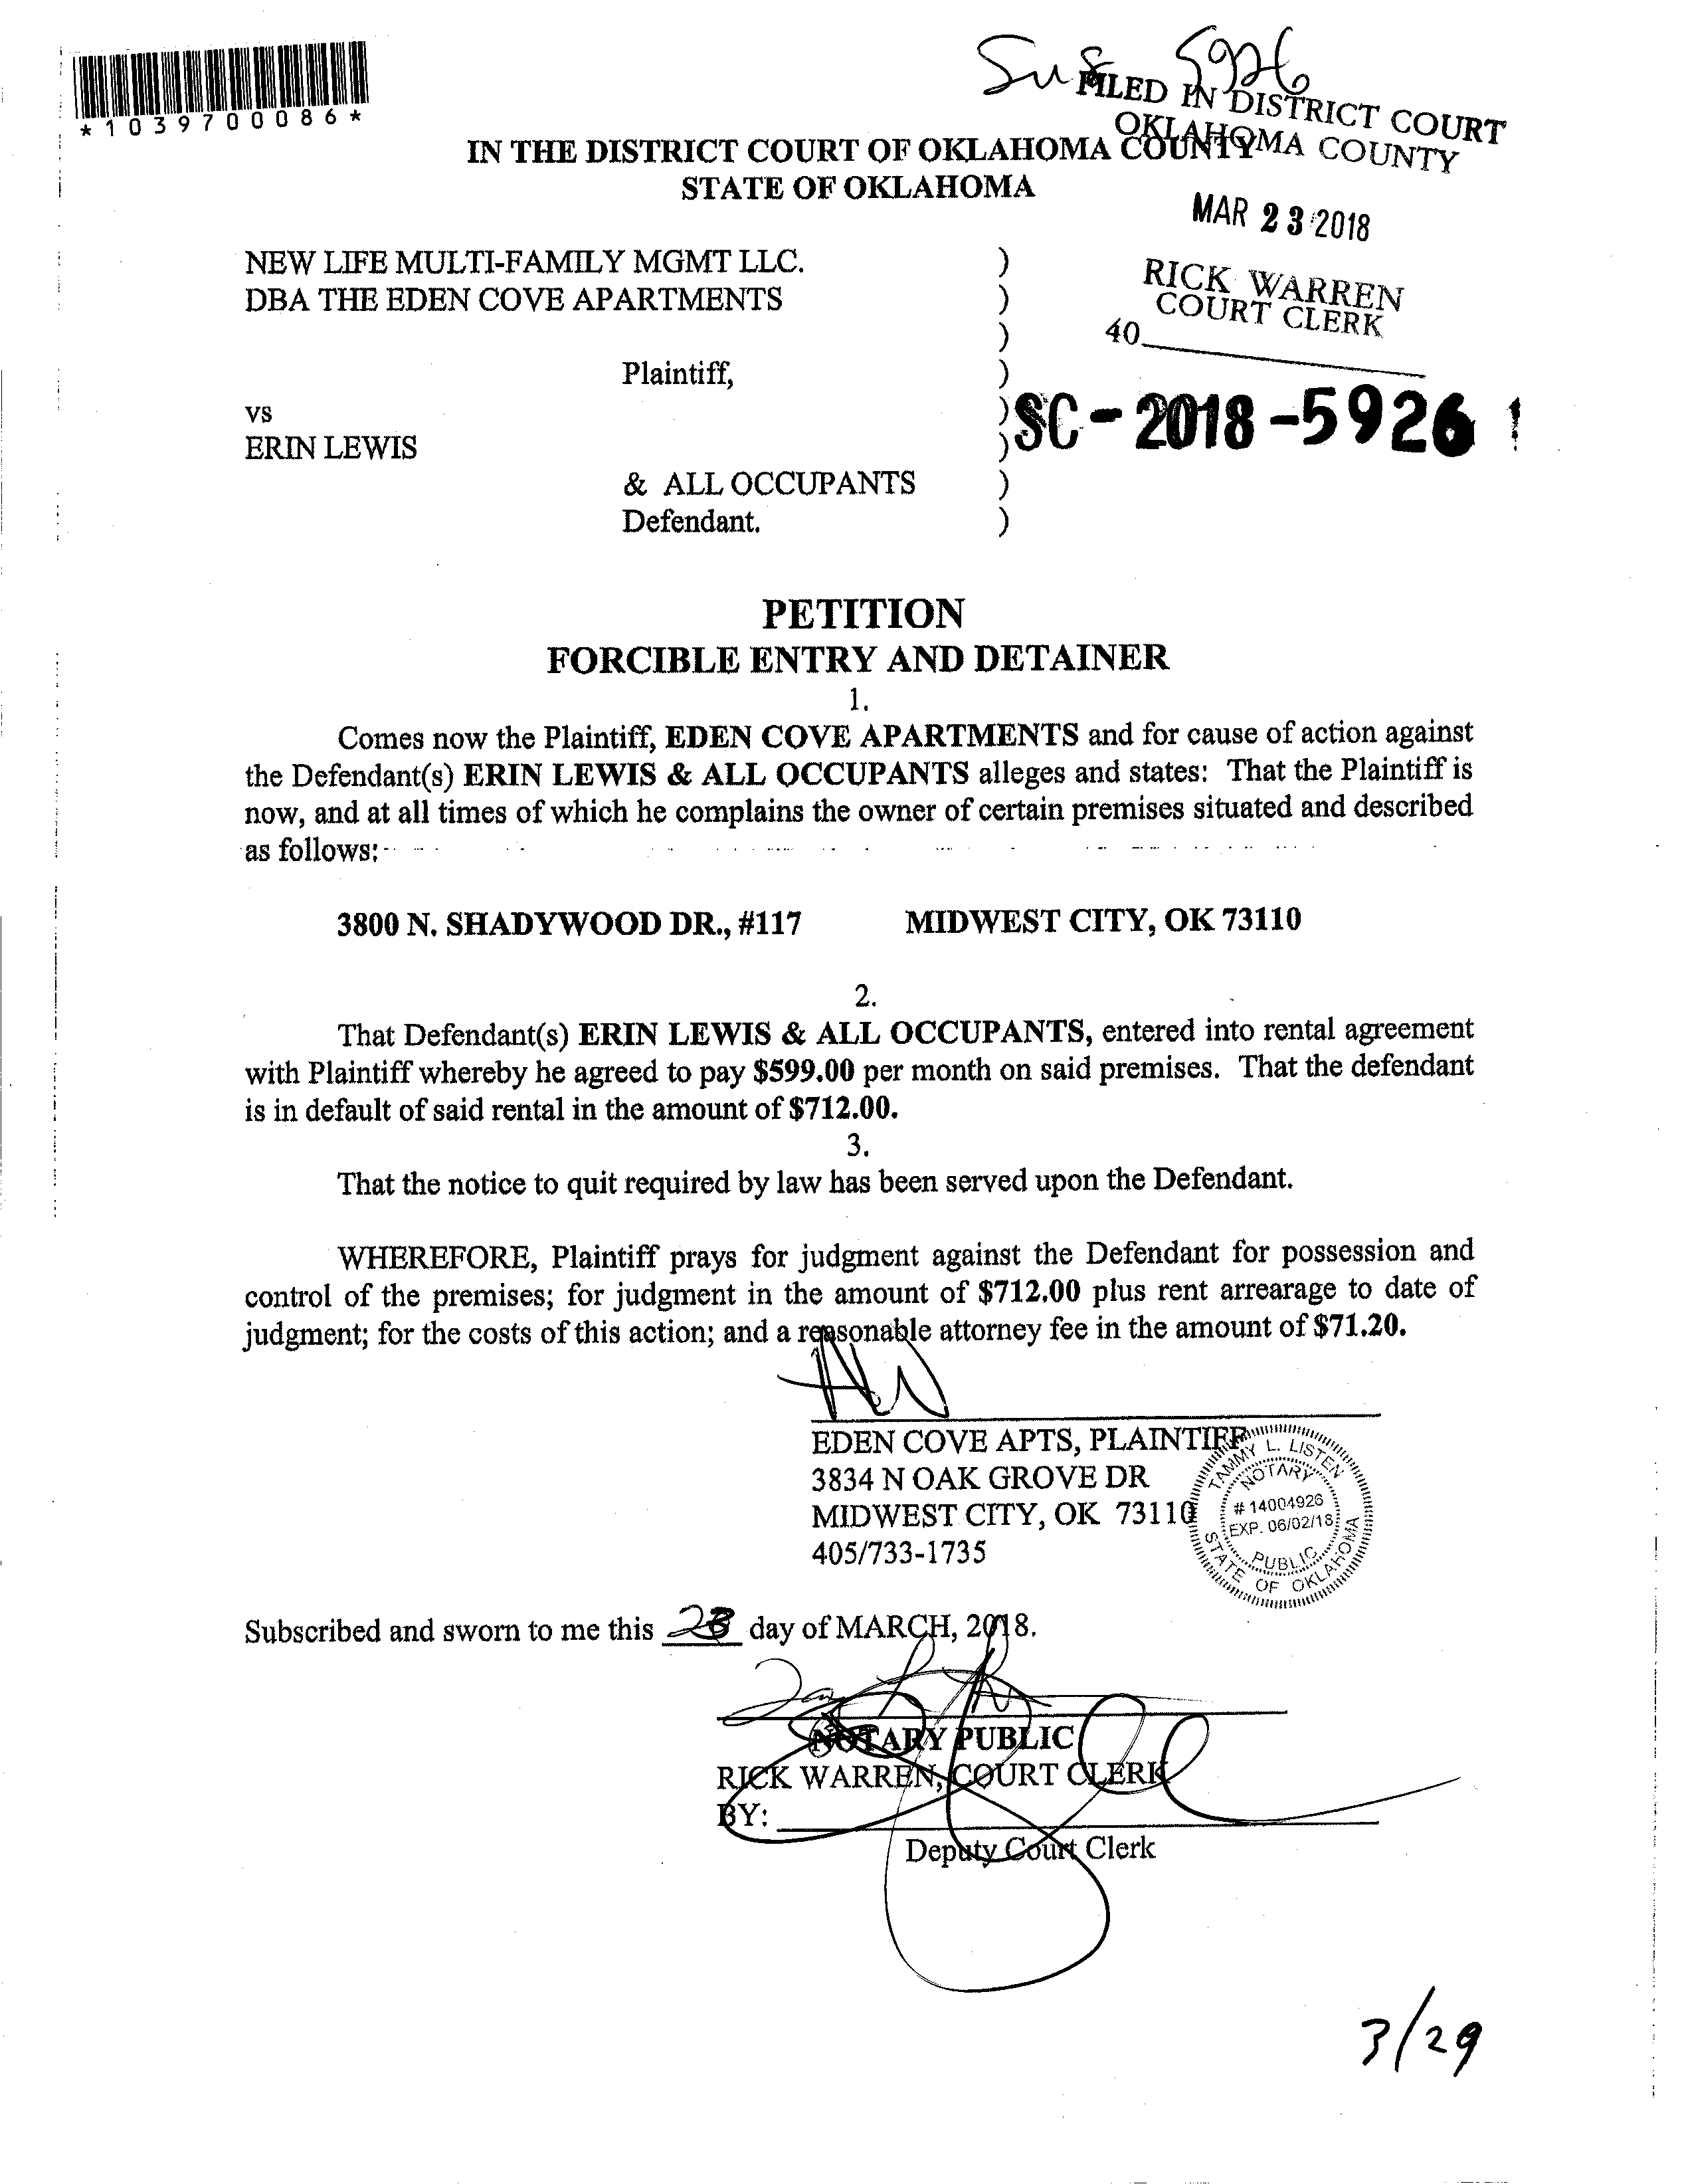 *1039700086*
5926
FILED IN DISTRICT COURT
OKLAHOMA COUNTY
IN THE DISTRICT COURT OF OKLAHOMA COUNTY
STATE OF OKLAHOMA
MAR 23 2018
RICK WARREN
COURT CLERK
40
NEW LIFE MULTI-FAMILY MGMT LLC. )
DBA THE EDEN COVE APARTMENTS )
)
Plaintiff, )
vs )
ERIN LEWIS )
SC-2018-5926
& ALL OCCUPANTS )
Defendant. )
PETITION
FORCIBLE ENTRY AND DETAINER
1.
Comes now the Plaintiff, EDEN COVE APARTMENTS and for cause of action against
the Defendant(s) ERIN LEWIS & ALL OCCUPANTS alleges and states: That the Plaintiff is
now, and at all times of which he complains the owner of certain premises situated and described
as follows:
3800 N. SHADYWOOD DR., #117 MIDWEST CITY, OK 73110
2.
That Defendant(s) ERIN LEWIS & ALL OCCUPANTS, entered into rental agreement
with Plaintiff whereby he agreed to pay $599.00 per month on said premises. That the defendant
is in default of said rental in the amount of $712.00.
3.
That the notice to quit required by law has been served upon the Defendant.
WHEREFORE, Plaintiff prays for judgment against the Defendant for possession and
control of the premises; for judgment in the amount of $712.00 plus rent arrearage to date of
judgment; for the costs of this action; and a reasonable attorney fee in the amount of $71.20.
EDEN COVE APTS, PLAINTIFF
3834 N OAK GROVE DR
MIDWEST CITY, OK 73110
405/733-1735
TAMMY L. LISTEN
NOTARY
# 14004926
EXP. 06/02/18
PUBLIC
STATE OF OKLAHOMA
Subscribed and sworn to me this 23 day of MARCH, 2018.
NOTARY PUBLIC
RICK WARREN, COURT CLERK
BY:
Deputy Court Clerk
3/29